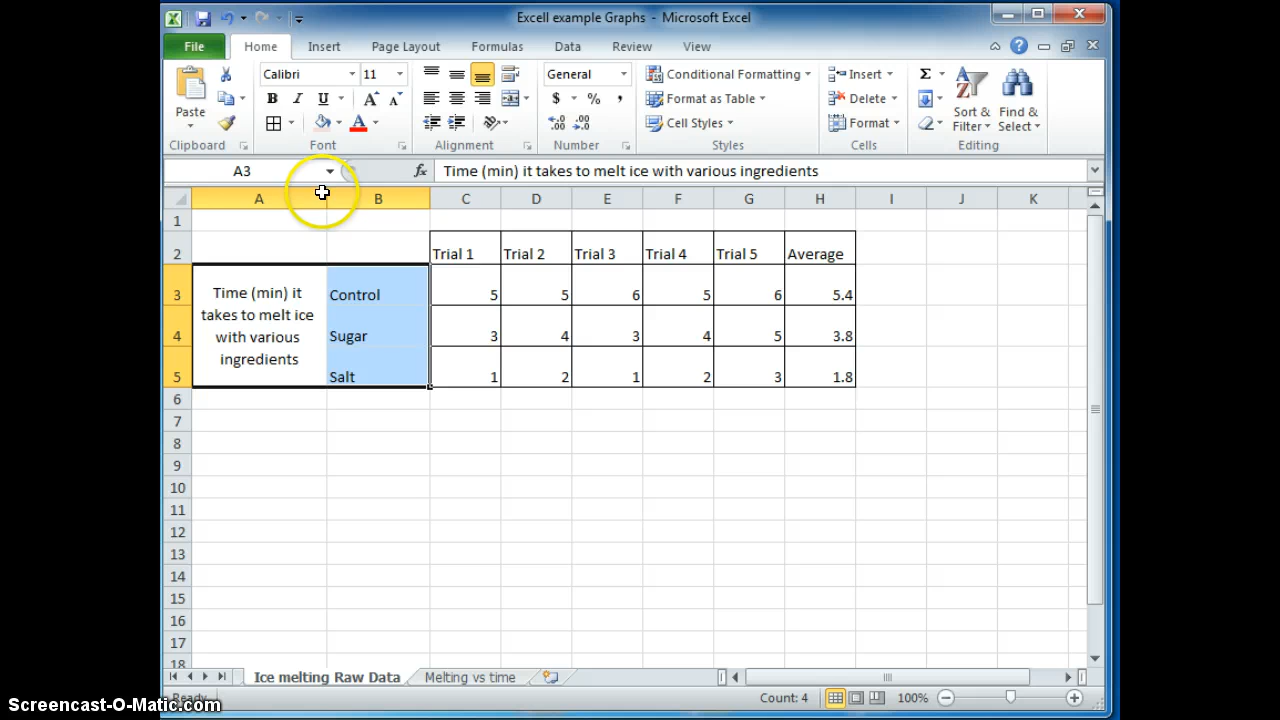 Excell example Graphs - Microsoft Excel
File Home Insert Page Layout Formulas Data Review View
Calibri 11 General Conditional Formatting Insert Σ
Paste B I U A A $ % , Format as Table Delete Sort & Find &
A Cell Styles Format Filter Select
Clipboard Font Alignment Number Styles Cells Editing
A3 fx Time (min) it takes to melt ice with various ingredients
A B C D E F G H I J K
1
2 Trial 1 Trial 2 Trial 3 Trial 4 Trial 5 Average
Time (min) it
takes to melt ice
with various
ingredients
3 Control 5 5 6 5 6 5.4
4 Sugar 3 4 3 4 5 3.8
5 Salt 1 2 1 2 3 1.8
6
7
8
9
10
11
12
13
14
15
16
17
18
Ice melting Raw Data Melting vs time
Ready Count: 4 100%
Screencast-O-Matic.com